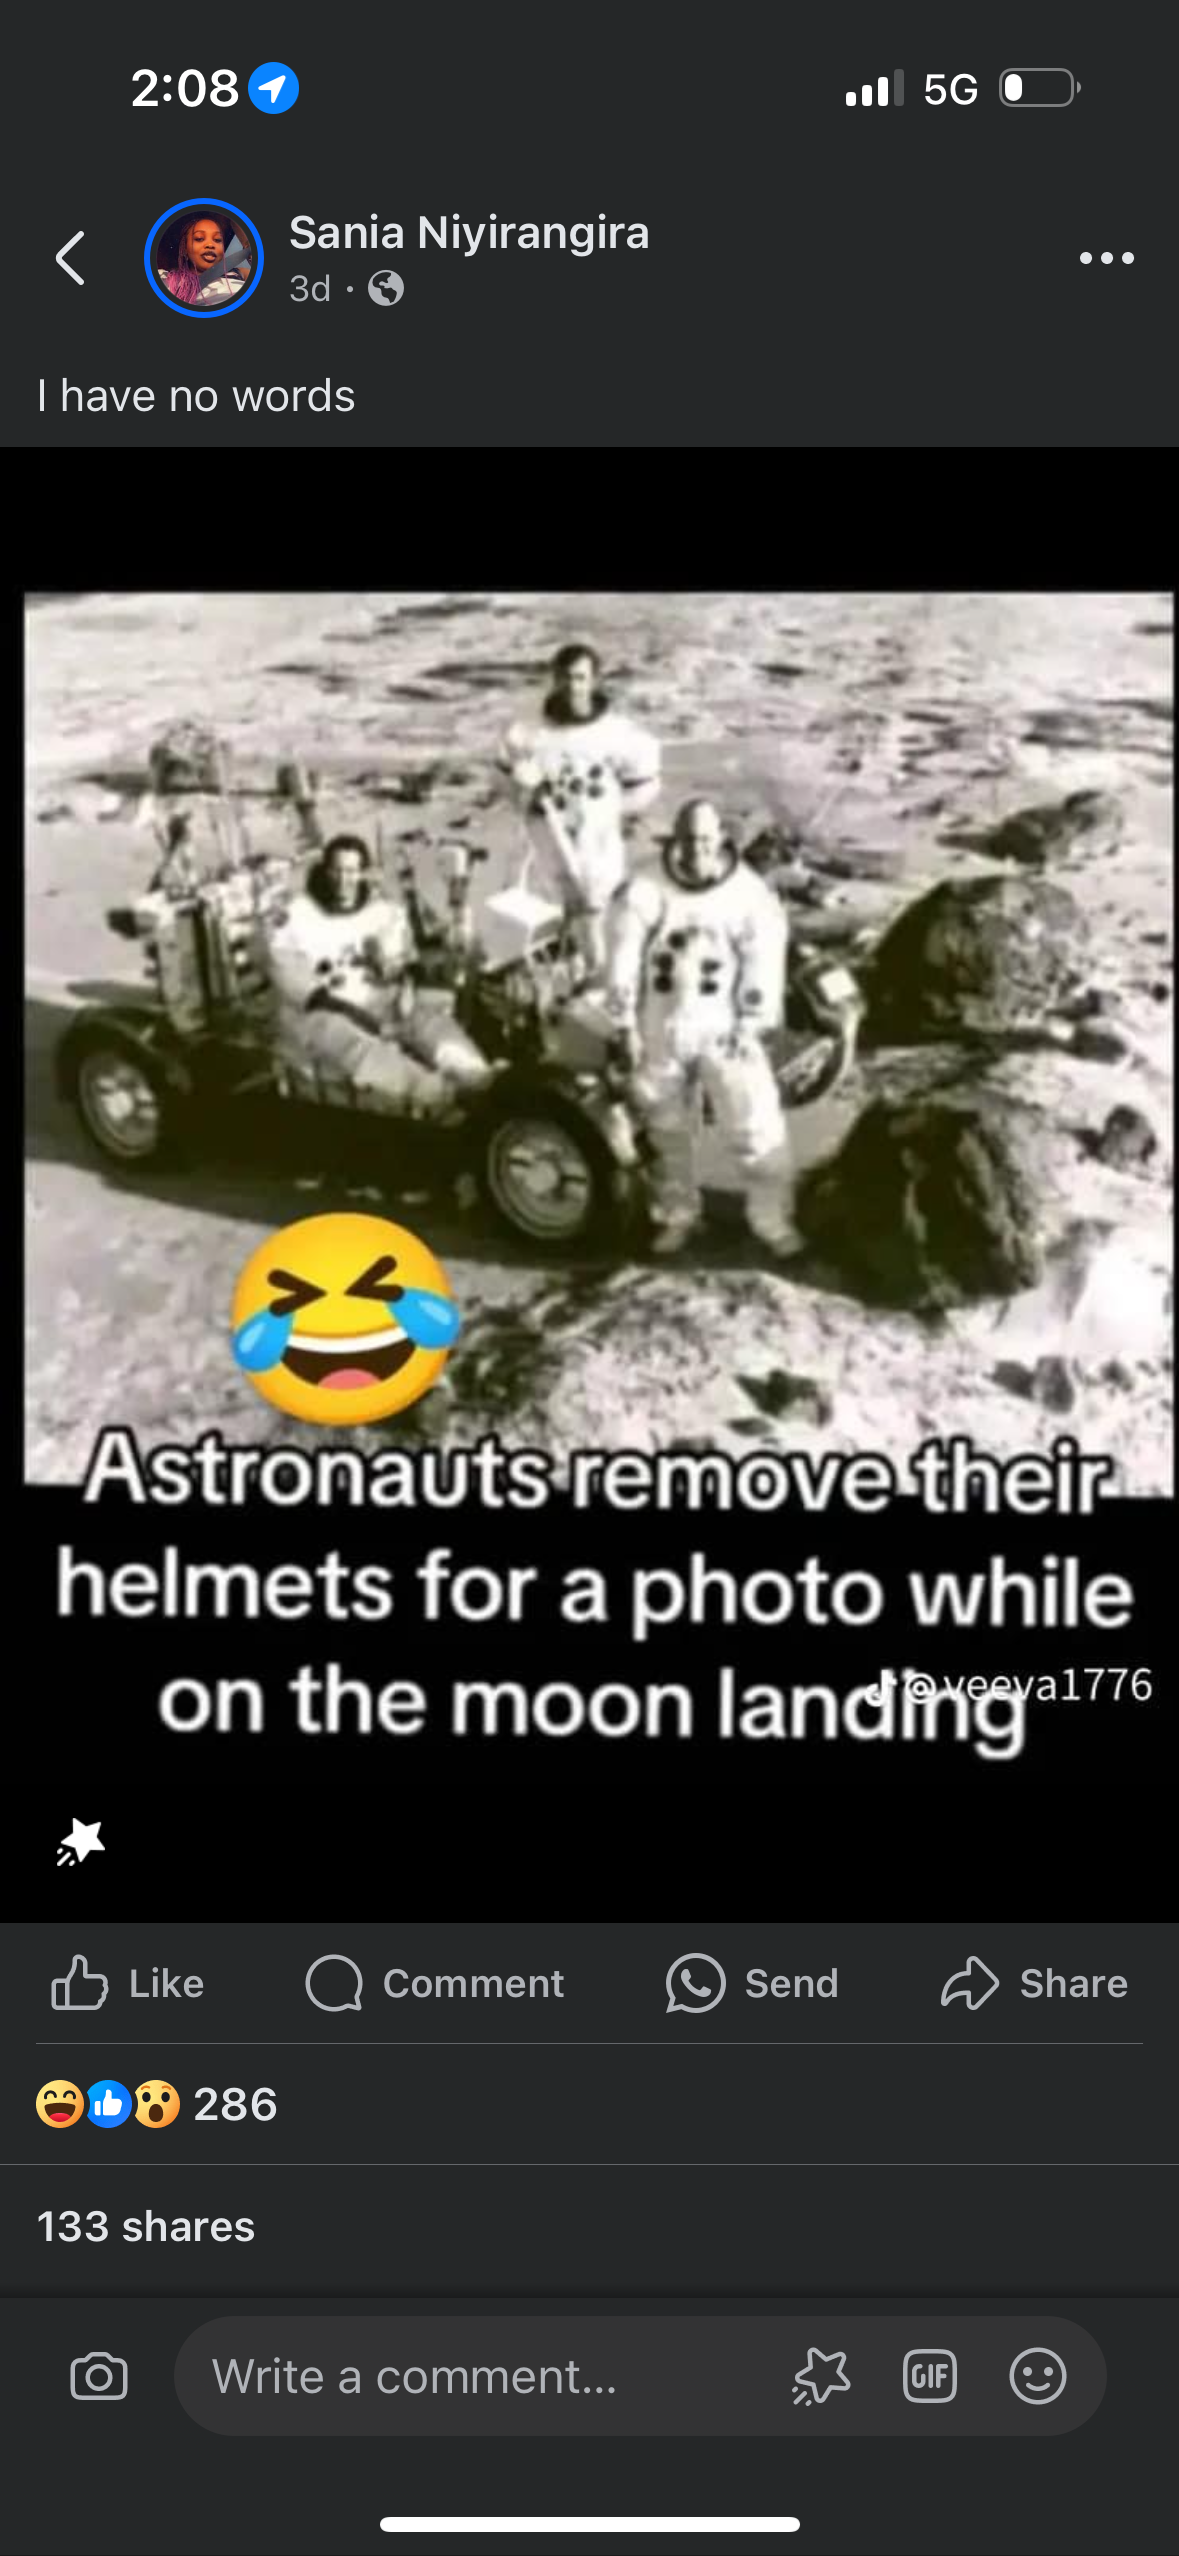 2:08
5G
Sania Niyirangira
3d ·
I have no words
Astronauts remove their
helmets for a photo while
on the moon landing
@veeva1776
Like
Comment
Send
Share
286
133 shares
Write a comment...
GIF